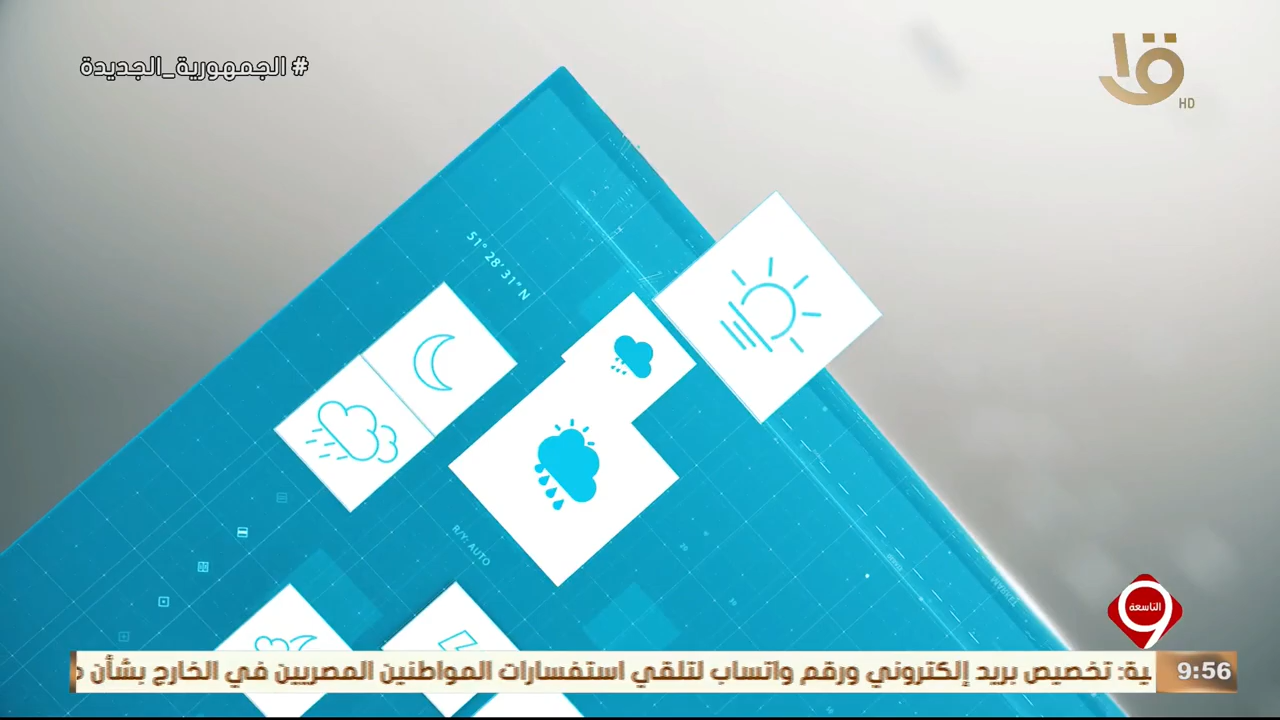 # الجمهورية_الجديدة
HD
51° 28' 31" N
R/Y: AUTO
التاسعة
9
ية: تخصيص بريد إلكتروني ورقم واتساب لتلقي استفسارات المواطنين المصريين في الخارج بشأن
9:56